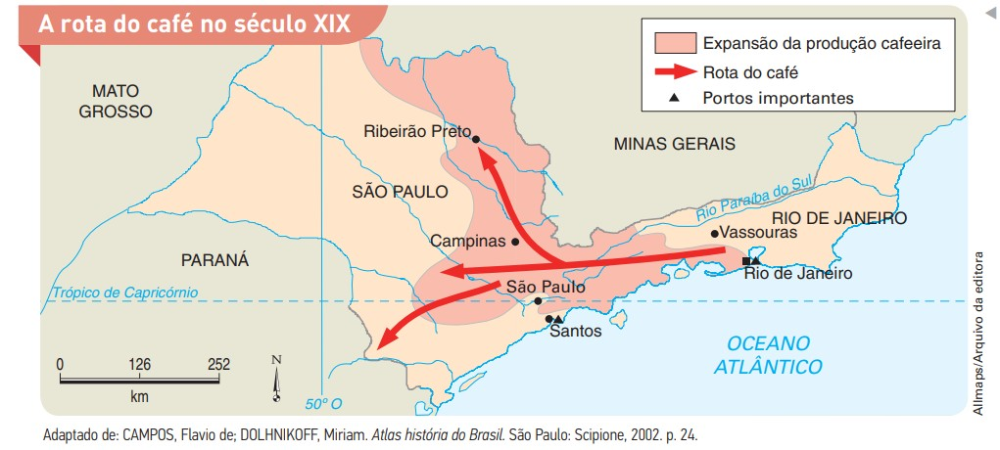 A rota do café no século XIX
Expansão da produção cafeeira
Rota do café
Portos importantes
MATO
GROSSO
Ribeirão Preto
MINAS GERAIS
SÃO PAULO
Rio Paraíba do Sul
RIO DE JANEIRO
Vassouras
Campinas
PARANÁ
Rio de Janeiro
Trópico de Capricórnio
São Paulo
Santos
OCEANO
ATLÂNTICO
0 126 252
km
N
50º O
Allmaps/Arquivo da editora
Adaptado de: CAMPOS, Flavio de; DOLHNIKOFF, Miriam. Atlas história do Brasil. São Paulo: Scipione, 2002. p. 24.